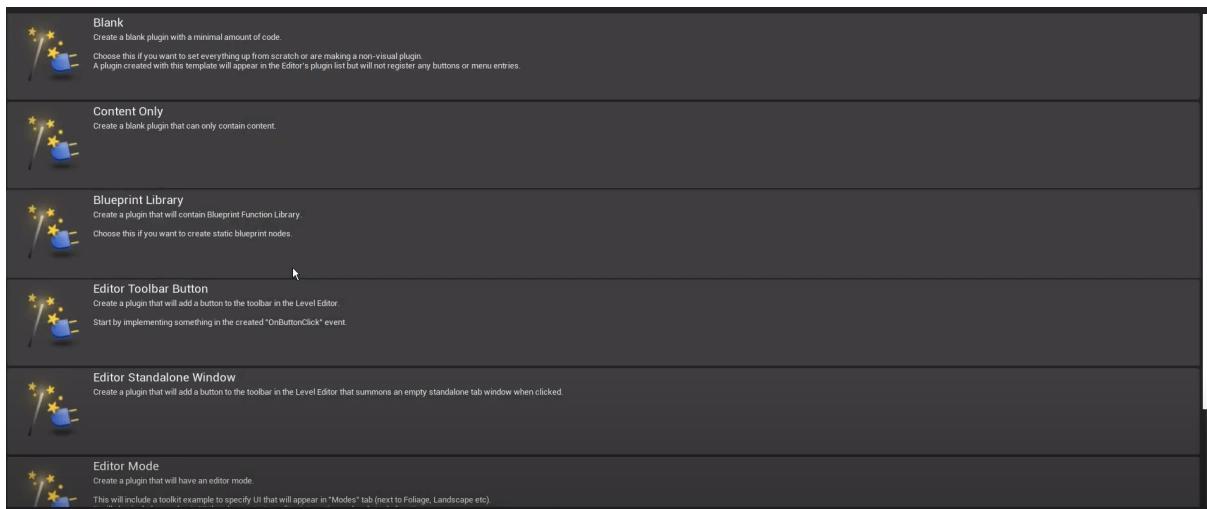 Blank
Create a blank plugin with a minimal amount of code.
Choose this if you want to set everything up from scratch or are making a non-visual plugin.
A plugin created with this template will appear in the Editor's plugin list but will not register any buttons or menu entries.
Content Only
Create a blank plugin that can only contain content.
Blueprint Library
Create a plugin that will contain Blueprint Function Library.
Choose this if you want to create static blueprint nodes.
Editor Toolbar Button
Create a plugin that will add a button to the toolbar in the Level Editor.
Start by implementing something in the created "OnButtonClick" event.
Editor Standalone Window
Create a plugin that will add a button to the toolbar in the Level Editor that summons an empty standalone tab window when clicked.
Editor Mode
Create a plugin that will have an editor mode.
This will include a toolkit example to specify UI that will appear in "Modes" tab (next to Foliage, Landscape etc).